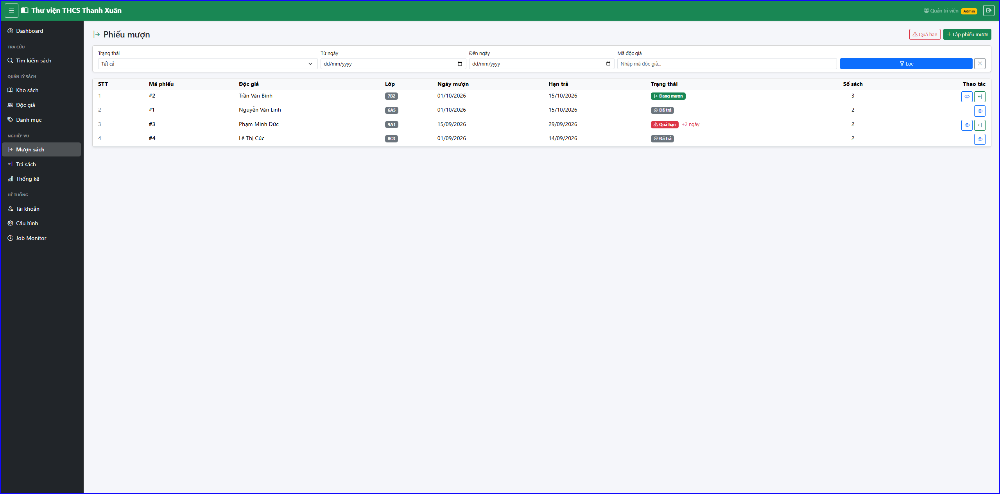 Thư viện THCS Thanh Xuân
Quản trị viên Admin
Dashboard
TRA CỨU
Tìm kiếm sách
QUẢN LÝ SÁCH
Kho sách
Độc giả
Danh mục
NGHIỆP VỤ
Mượn sách
Trả sách
Thống kê
HỆ THỐNG
Tài khoản
Cấu hình
Job Monitor
Phiếu mượn
Quá hạn
Lập phiếu mượn
Trạng thái Từ ngày Đến ngày Mã độc giả
Tất cả dd/mm/yyyy dd/mm/yyyy Nhập mã độc giả... Lọc
STT Mã phiếu Độc giả Lớp Ngày mượn Hạn trả Trạng thái Số sách Thao tác
1 #2 Trần Văn Bình 7B2 01/10/2026 15/10/2026 Đang mượn 3
2 #1 Nguyễn Văn Linh 6A5 01/10/2026 15/10/2026 Đã trả 2
3 #3 Phạm Minh Đức 9A1 15/09/2026 29/09/2026 Quá hạn +2 ngày 2
4 #4 Lê Thị Cúc 8C3 01/09/2026 14/09/2026 Đã trả 2